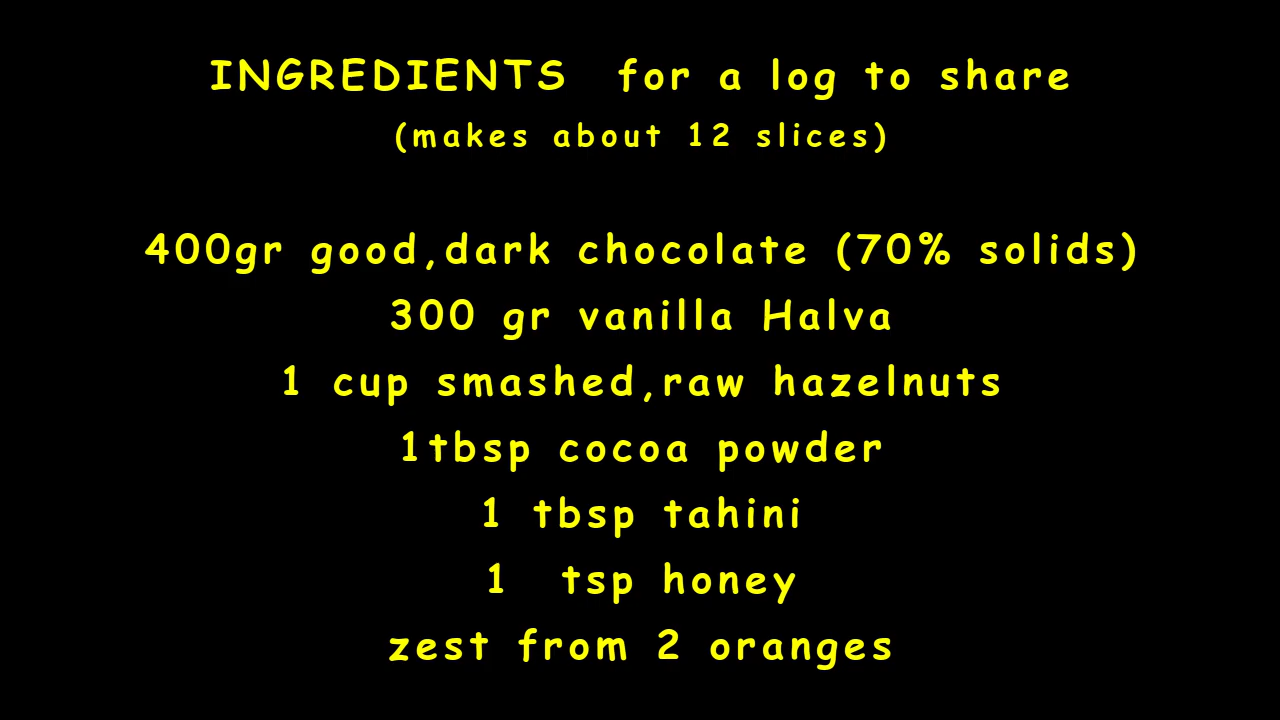 INGREDIENTS for a log to share
(makes about 12 slices)
400gr good,dark chocolate (70% solids)
300 gr vanilla Halva
1 cup smashed,raw hazelnuts
1tbsp cocoa powder
1 tbsp tahini
1 tsp honey
zest from 2 oranges